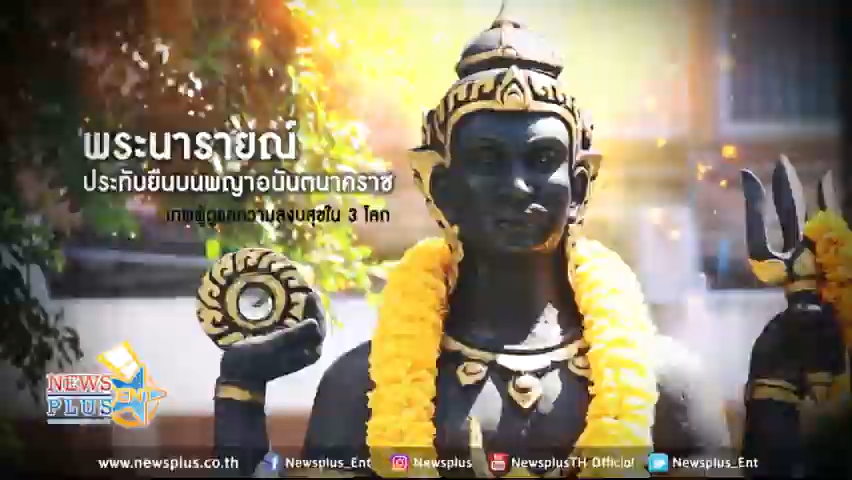 พระนารายณ์
ประทับยืนบนพญาอนันตนาคราช
เทพผู้ดูแลความสงบสุขใน 3 โลก
NEWS
PLUS
ENT
www.newsplus.co.th Newsplus_Ent Newsplus NewsplusTH Official Newsplus_Ent